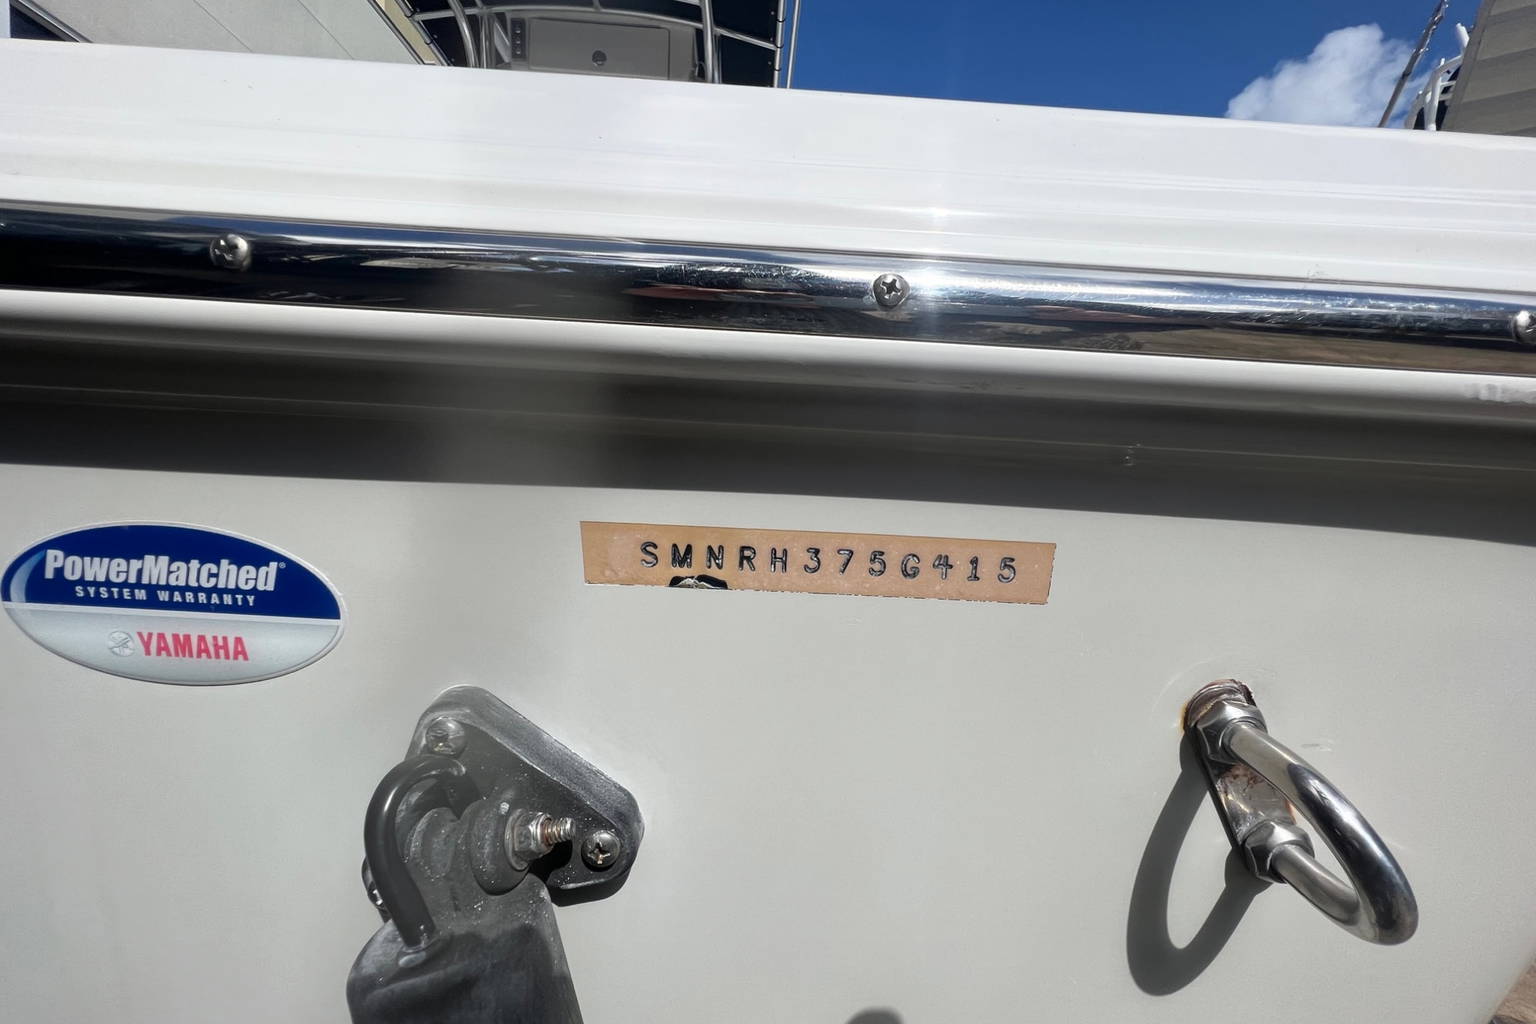 PowerMatched®
SYSTEM WARRANTY
YAMAHA
SMNRH375G415